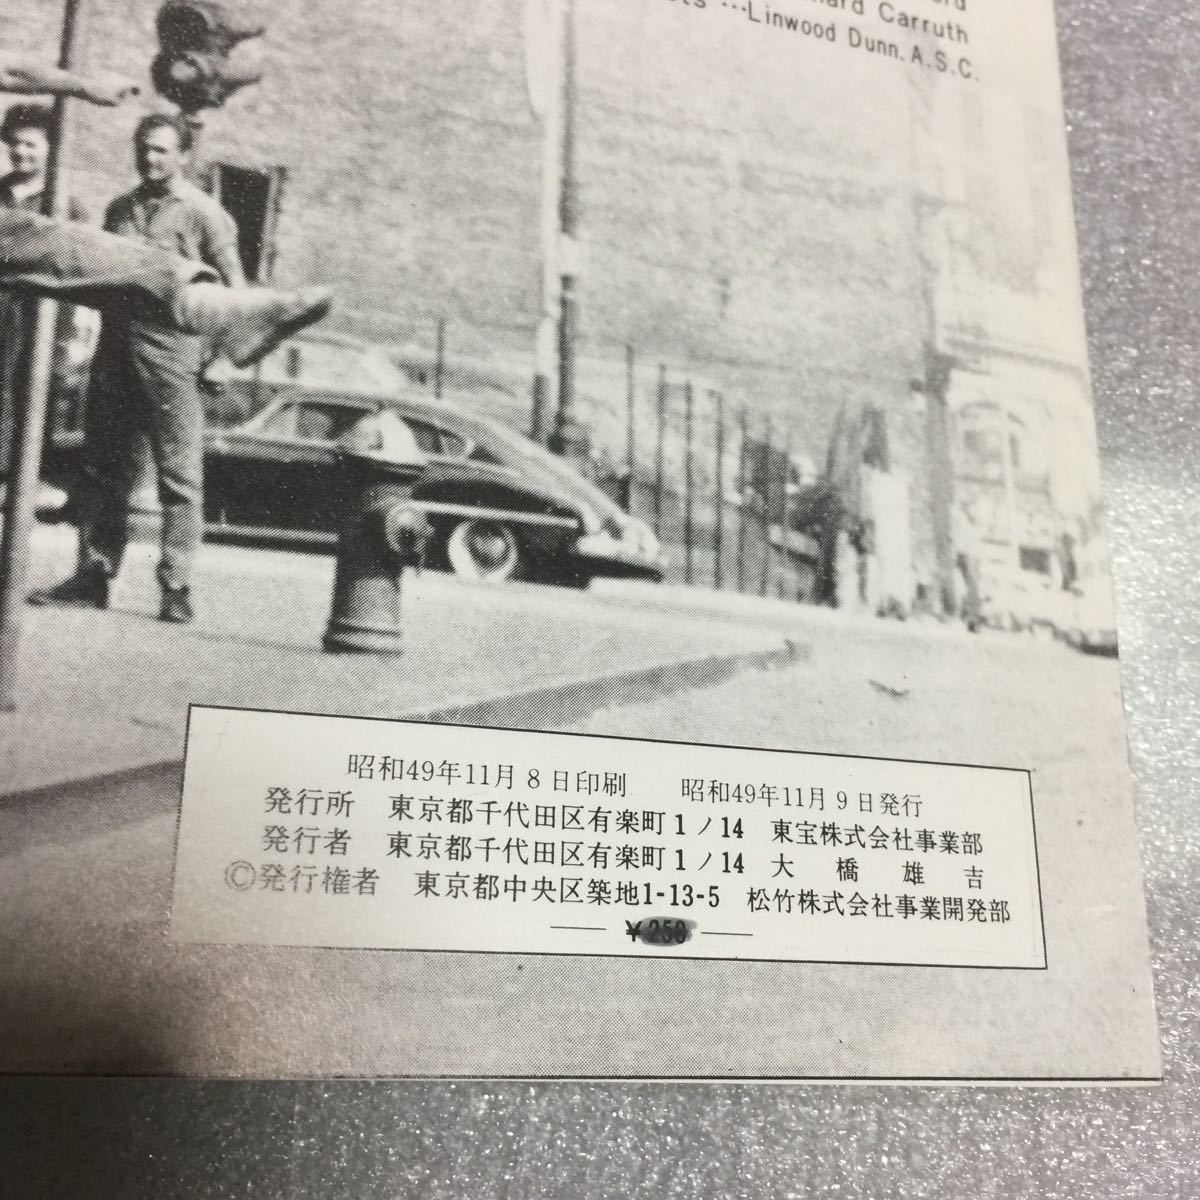 Carruth
Linwood Dunn. A.S.C.
昭和49年11月8日印刷　昭和49年11月9日発行
発行所　東京都千代田区有楽町1ノ14　東宝株式会社事業部
発行者　東京都千代田区有楽町1ノ14　大橋雄吉
©発行権者　東京都中央区築地1-13-5　松竹株式会社事業開発部
¥250